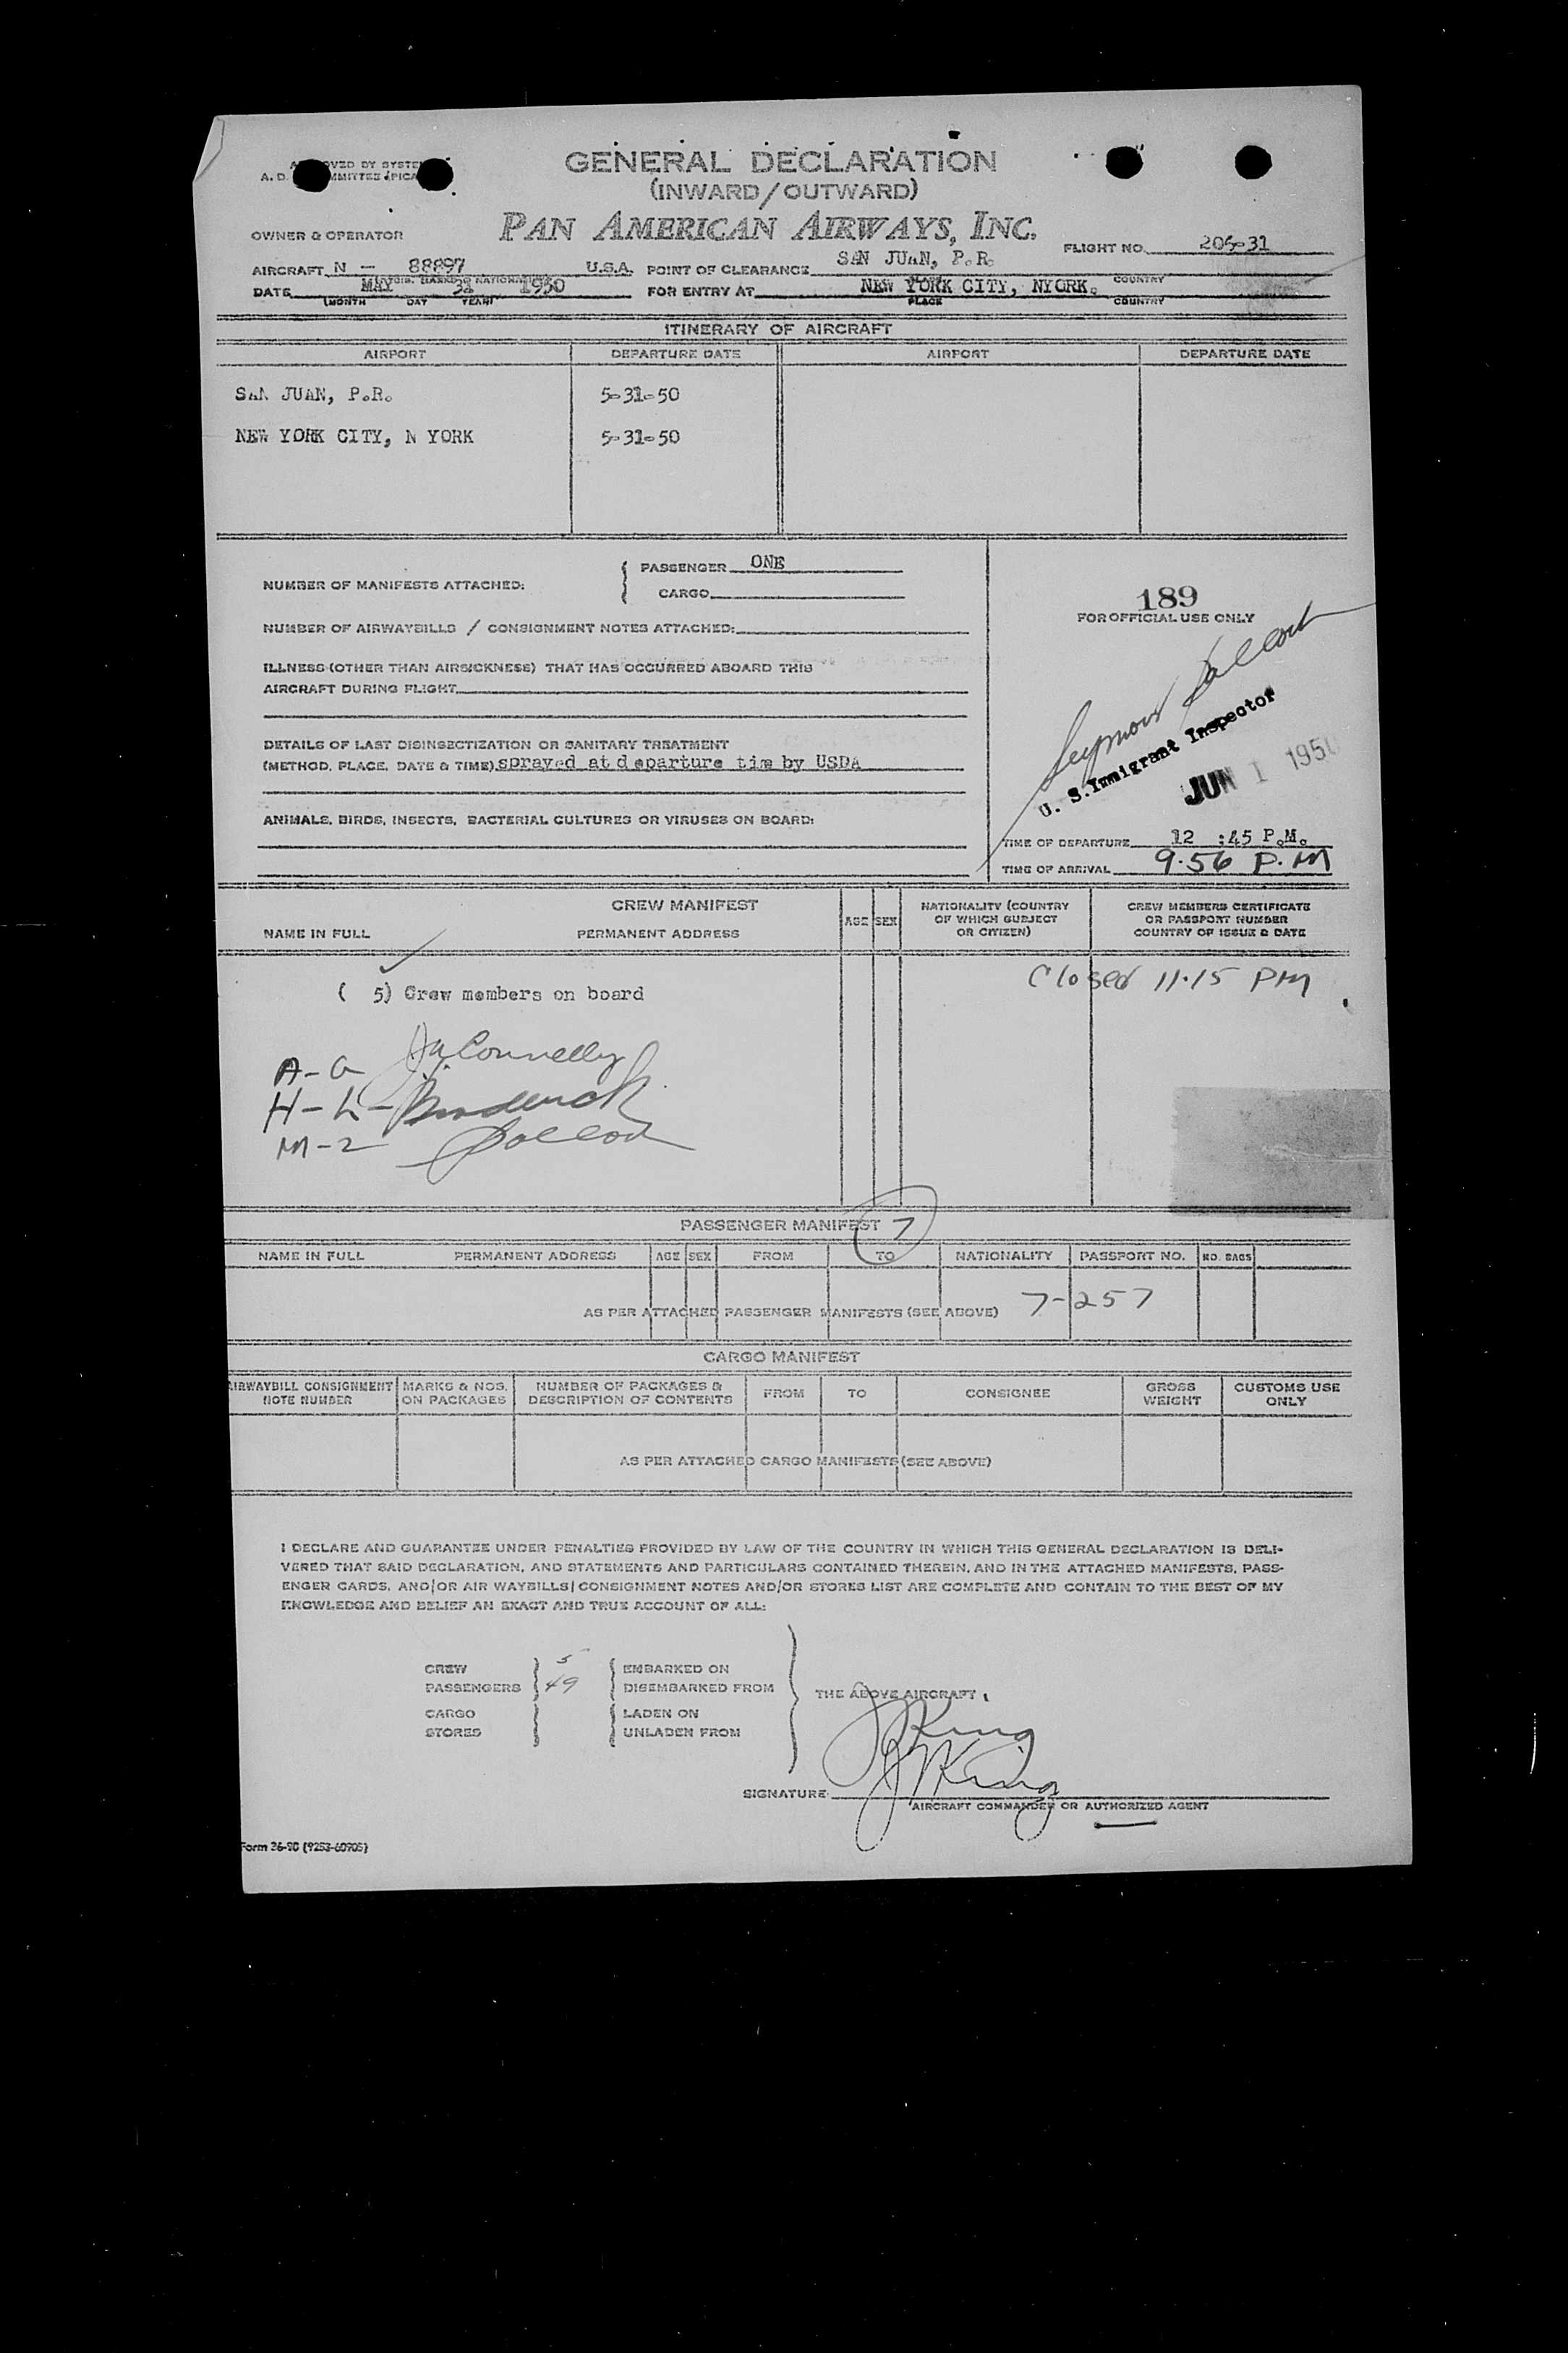 GENERAL DECLARATION
(INWARD/OUTWARD)
PAN AMERICAN AIRWAYS, INC.
OWNER & OPERATOR
FLIGHT NO. 206-31
AIRCRAFT N - 88897 U.S.A. POINT OF CLEARANCE SAN JUAN, P.R.
DATE MAY 31 1950 FOR ENTRY AT NEW YORK CITY, NYORK. COUNTRY
(MONTH DAY YEAR) PLACE COUNTRY
ITINERARY OF AIRCRAFT
AIRPORT DEPARTURE DATE AIRPORT DEPARTURE DATE
SAN JUAN, P.R. 5-31-50
NEW YORK CITY, N YORK 5-31-50
NUMBER OF MANIFESTS ATTACHED: PASSENGER ONE
CARGO
189
FOR OFFICIAL USE ONLY
NUMBER OF AIRWAYBILLS / CONSIGNMENT NOTES ATTACHED:
ILLNESS (OTHER THAN AIRSICKNESS) THAT HAS OCCURRED ABOARD THIS
AIRCRAFT DURING FLIGHT
DETAILS OF LAST DISINSECTIZATION OR SANITARY TREATMENT
(METHOD, PLACE, DATE & TIME) sprayed at departure tim by USDA
ANIMALS, BIRDS, INSECTS, BACTERIAL CULTURES OR VIRUSES ON BOARD:
Seymour
U. S. Immigrant Inspector
JUN 1 1950
TIME OF DEPARTURE 12 :45 P.M.
TIME OF ARRIVAL 9.56 P.M
CREW MANIFEST
NAME IN FULL PERMANENT ADDRESS AGE SEX NATIONALITY (COUNTRY OF WHICH SUBJECT OR CITIZEN) CREW MEMBERS CERTIFICATE OR PASSPORT NUMBER COUNTRY OF ISSUE & DATE
Closed 11.15 PM
( 5) Crew members on board
A-G Connelly
H-L- Broderick
M-Z
PASSENGER MANIFEST 7
NAME IN FULL PERMANENT ADDRESS AGE SEX FROM TO NATIONALITY PASSPORT NO. NO. BAGS
AS PER ATTACHED PASSENGER MANIFESTS (SEE ABOVE) 7-257
CARGO MANIFEST
AIRWAYBILL CONSIGNMENT NOTE NUMBER MARKS & NOS. ON PACKAGES NUMBER OF PACKAGES & DESCRIPTION OF CONTENTS FROM TO CONSIGNEE GROSS WEIGHT CUSTOMS USE ONLY
AS PER ATTACHED CARGO MANIFESTS (SEE ABOVE)
I DECLARE AND GUARANTEE UNDER PENALTIES PROVIDED BY LAW OF THE COUNTRY IN WHICH THIS GENERAL DECLARATION IS DELI-
VERED THAT SAID DECLARATION, AND STATEMENTS AND PARTICULARS CONTAINED THEREIN, AND IN THE ATTACHED MANIFESTS, PASS-
ENGER CARDS, AND/OR AIR WAYBILLS/CONSIGNMENT NOTES AND/OR STORES LIST ARE COMPLETE AND CONTAIN TO THE BEST OF MY
KNOWLEDGE AND BELIEF AN EXACT AND TRUE ACCOUNT OF ALL:
CREW 5 EMBARKED ON
PASSENGERS 49 DISEMBARKED FROM THE ABOVE AIRCRAFT
CARGO LADEN ON
STORES UNLADEN FROM
King
King
SIGNATURE
AIRCRAFT COMMANDER OR AUTHORIZED AGENT
Form 36-90 (9253-60905)